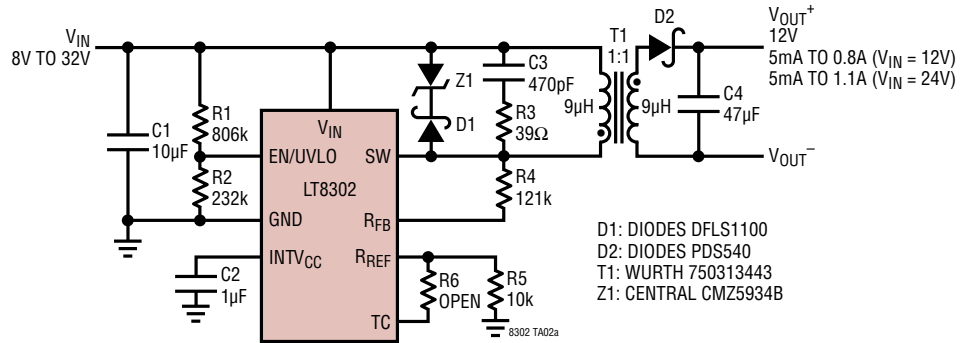 VIN
8V TO 32V
C1
10µF
R1
806k
R2
232k
VIN
EN/UVLO
SW
LT8302
GND
RFB
INTVCC
RREF
TC
C2
1µF
Z1
D1
C3
470pF
R3
39Ω
R4
121k
R6
OPEN
R5
10k
8302 TA02a
T1
1:1
9µH
9µH
D2
C4
47µF
VOUT+
12V
5mA TO 0.8A (VIN = 12V)
5mA TO 1.1A (VIN = 24V)
VOUT–
D1: DIODES DFLS1100
D2: DIODES PDS540
T1: WURTH 750313443
Z1: CENTRAL CMZ5934B